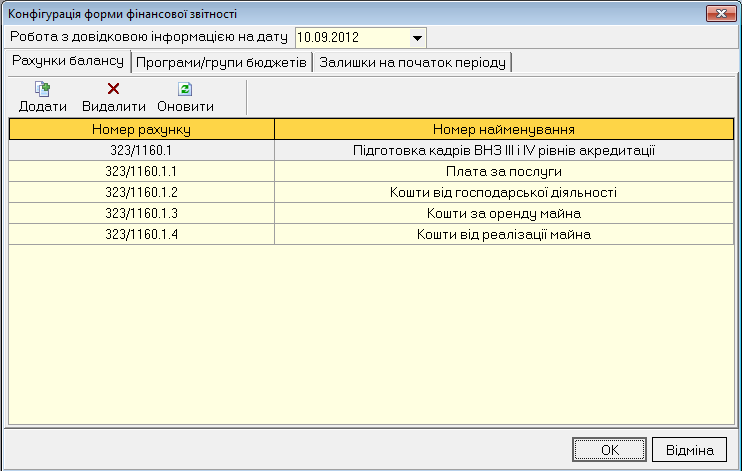 Конфігурація форми фінансової звітності
Робота з довідковою інформацією на дату 10.09.2012
Рахунки балансу Програми/групи бюджетів Залишки на початок періоду
Додати Видалити Оновити
Номер рахунку Номер найменування
323/1160.1 Підготовка кадрів ВНЗ III і IV рівнів акредитації
323/1160.1.1 Плата за послуги
323/1160.1.2 Кошти від господарської діяльності
323/1160.1.3 Кошти за оренду майна
323/1160.1.4 Кошти від реалізації майна
OK Відміна